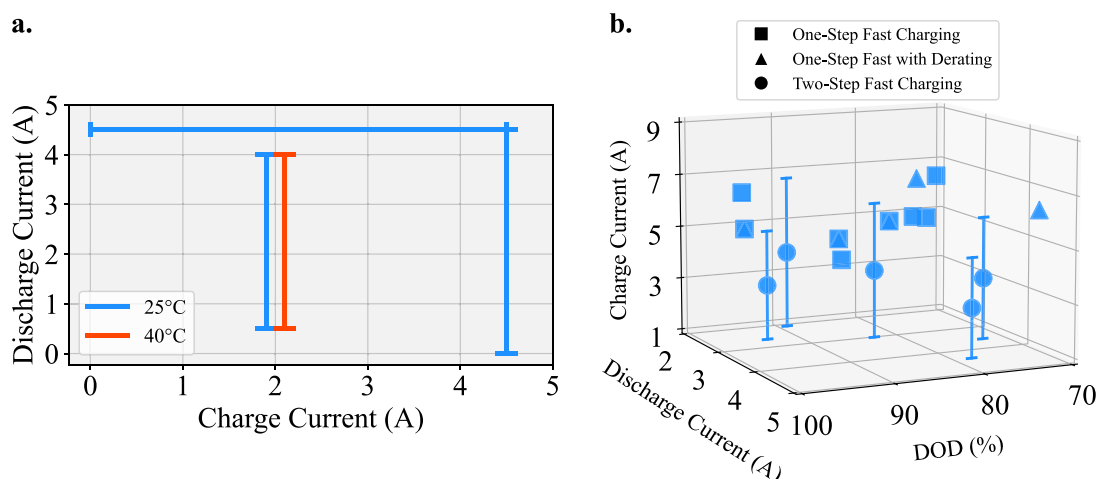 a.
Discharge Current (A)
5
4
3
2
1
0
25°C
40°C
0 1 2 3 4 5
Charge Current (A)
b.
One-Step Fast Charging
One-Step Fast with Derating
Two-Step Fast Charging
Charge Current (A)
9
7
5
3
1
2
3
4
5
Discharge Current (A)
100
90
80
70
DOD (%)